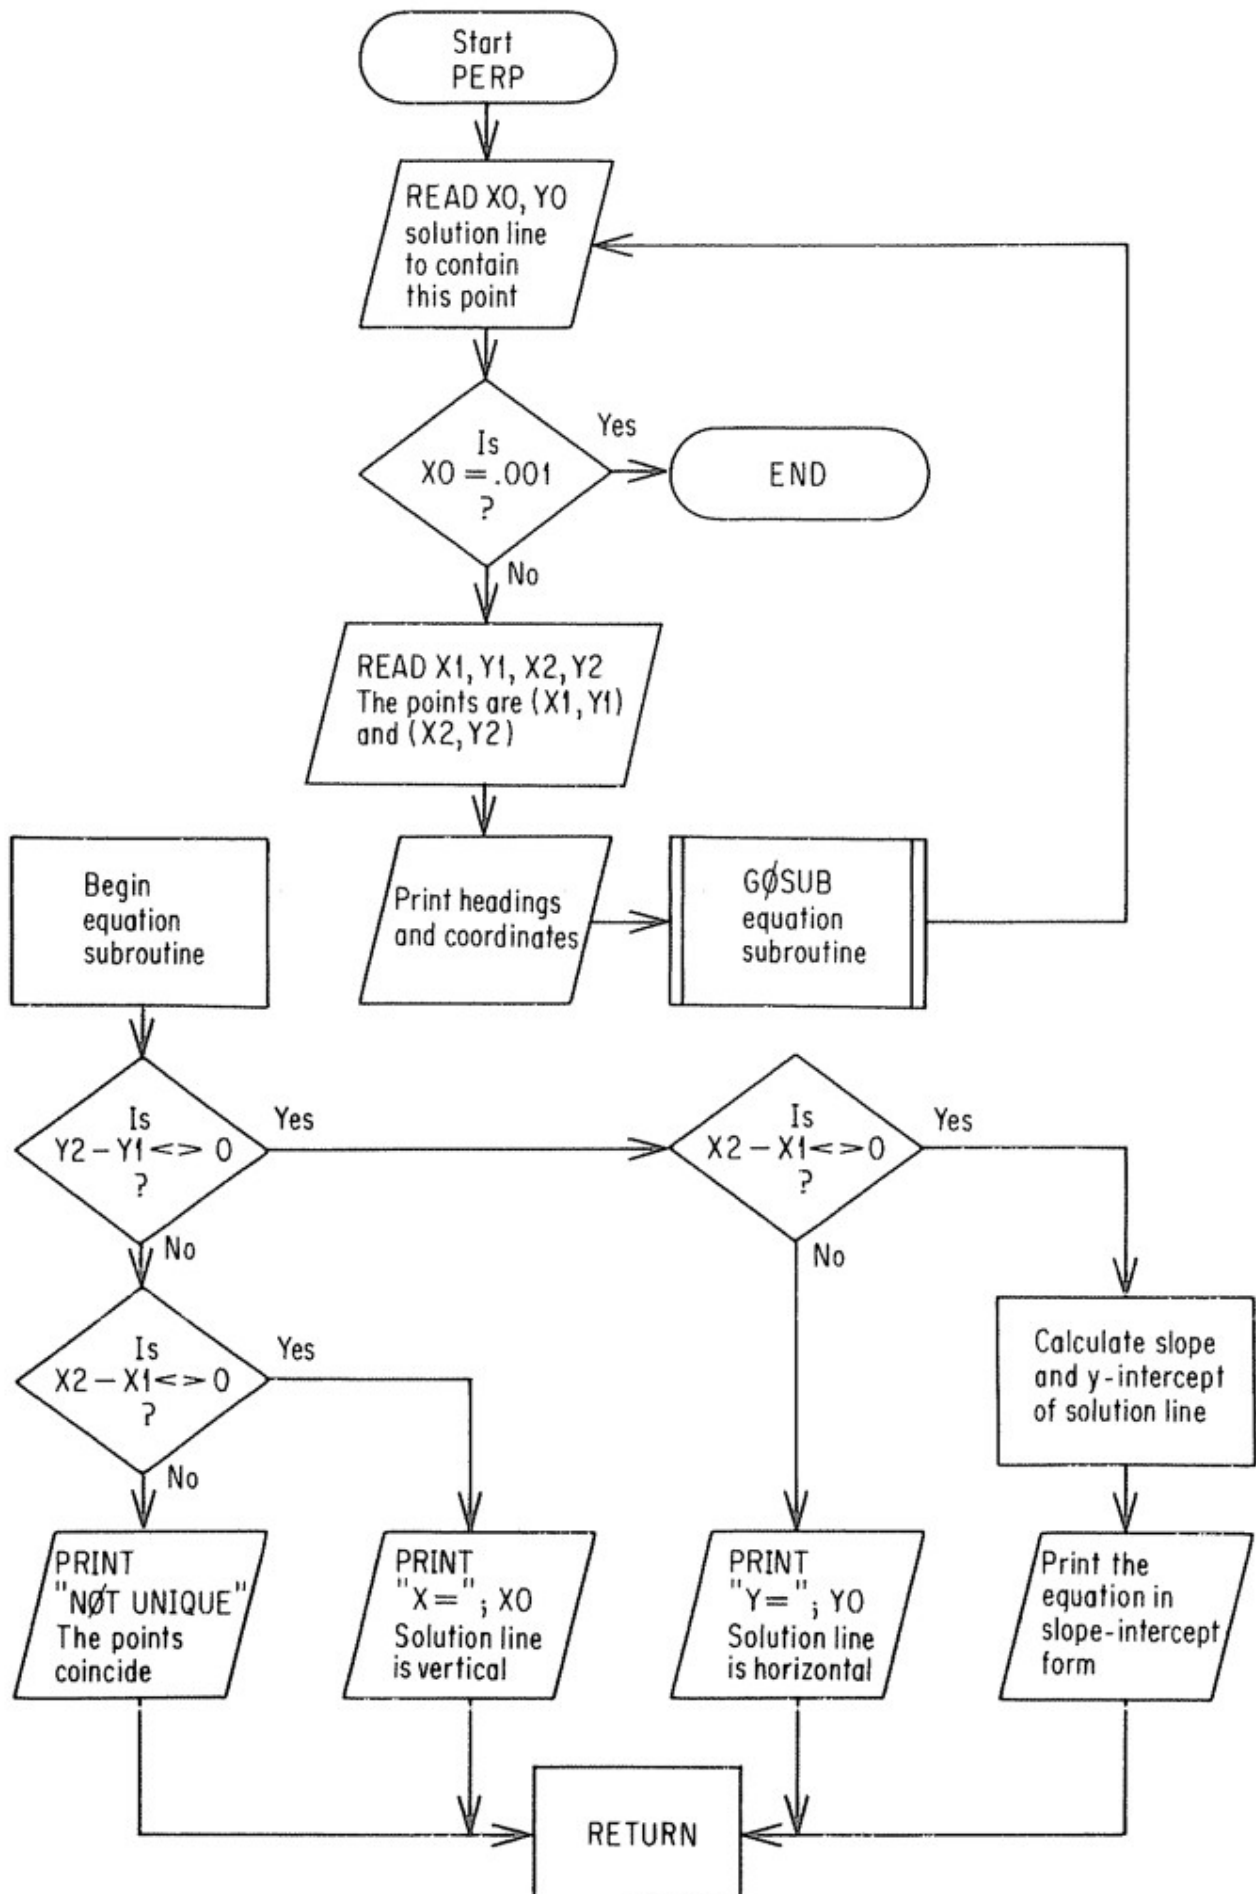 Start
PERP
READ X0, Y0
solution line
to contain
this point
Is
X0 = .001
?
Yes
END
No
READ X1, Y1, X2, Y2
The points are (X1, Y1)
and (X2, Y2)
Print headings
and coordinates
GØSUB
equation
subroutine
Begin
equation
subroutine
Is
Y2 – Y1 <> 0
?
Yes
Is
X2 – X1 <> 0
?
Yes
No
No
Is
X2 – X1 <> 0
?
Yes
No
Calculate slope
and y-intercept
of solution line
PRINT
"NØT UNIQUE"
The points
coincide
PRINT
"X="; X0
Solution line
is vertical
PRINT
"Y="; Y0
Solution line
is horizontal
Print the
equation in
slope-intercept
form
RETURN